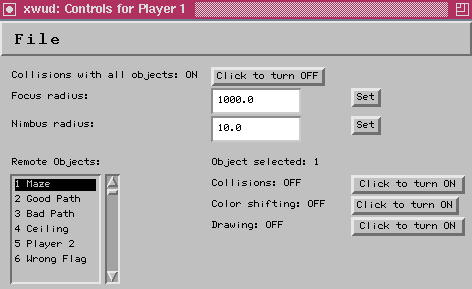 xwud: Controls for Player 1
File
Collisions with all objects: ON Click to turn OFF
Focus radius: 1000.0 Set
Nimbus radius: 10.0 Set
Remote Objects: Object selected: 1
1 Maze
2 Good Path
3 Bad Path
4 Ceiling
5 Player 2
6 Wrong Flag
Collisions: OFF Click to turn ON
Color shifting: OFF Click to turn ON
Drawing: OFF Click to turn ON